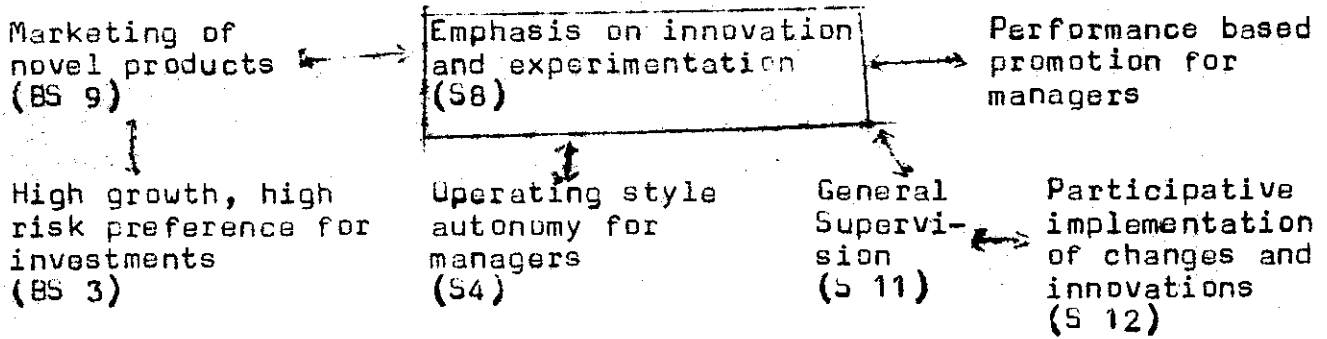 Marketing of
novel products
(BS 9)
Emphasis on innovation
and experimentation
(S8)
Performance based
promotion for
managers
High growth, high
risk preference for
investments
(BS 3)
Operating style
autonomy for
managers
(S4)
General
Supervi-
sion
(S 11)
Participative
implementation
of changes and
innovations
(S 12)